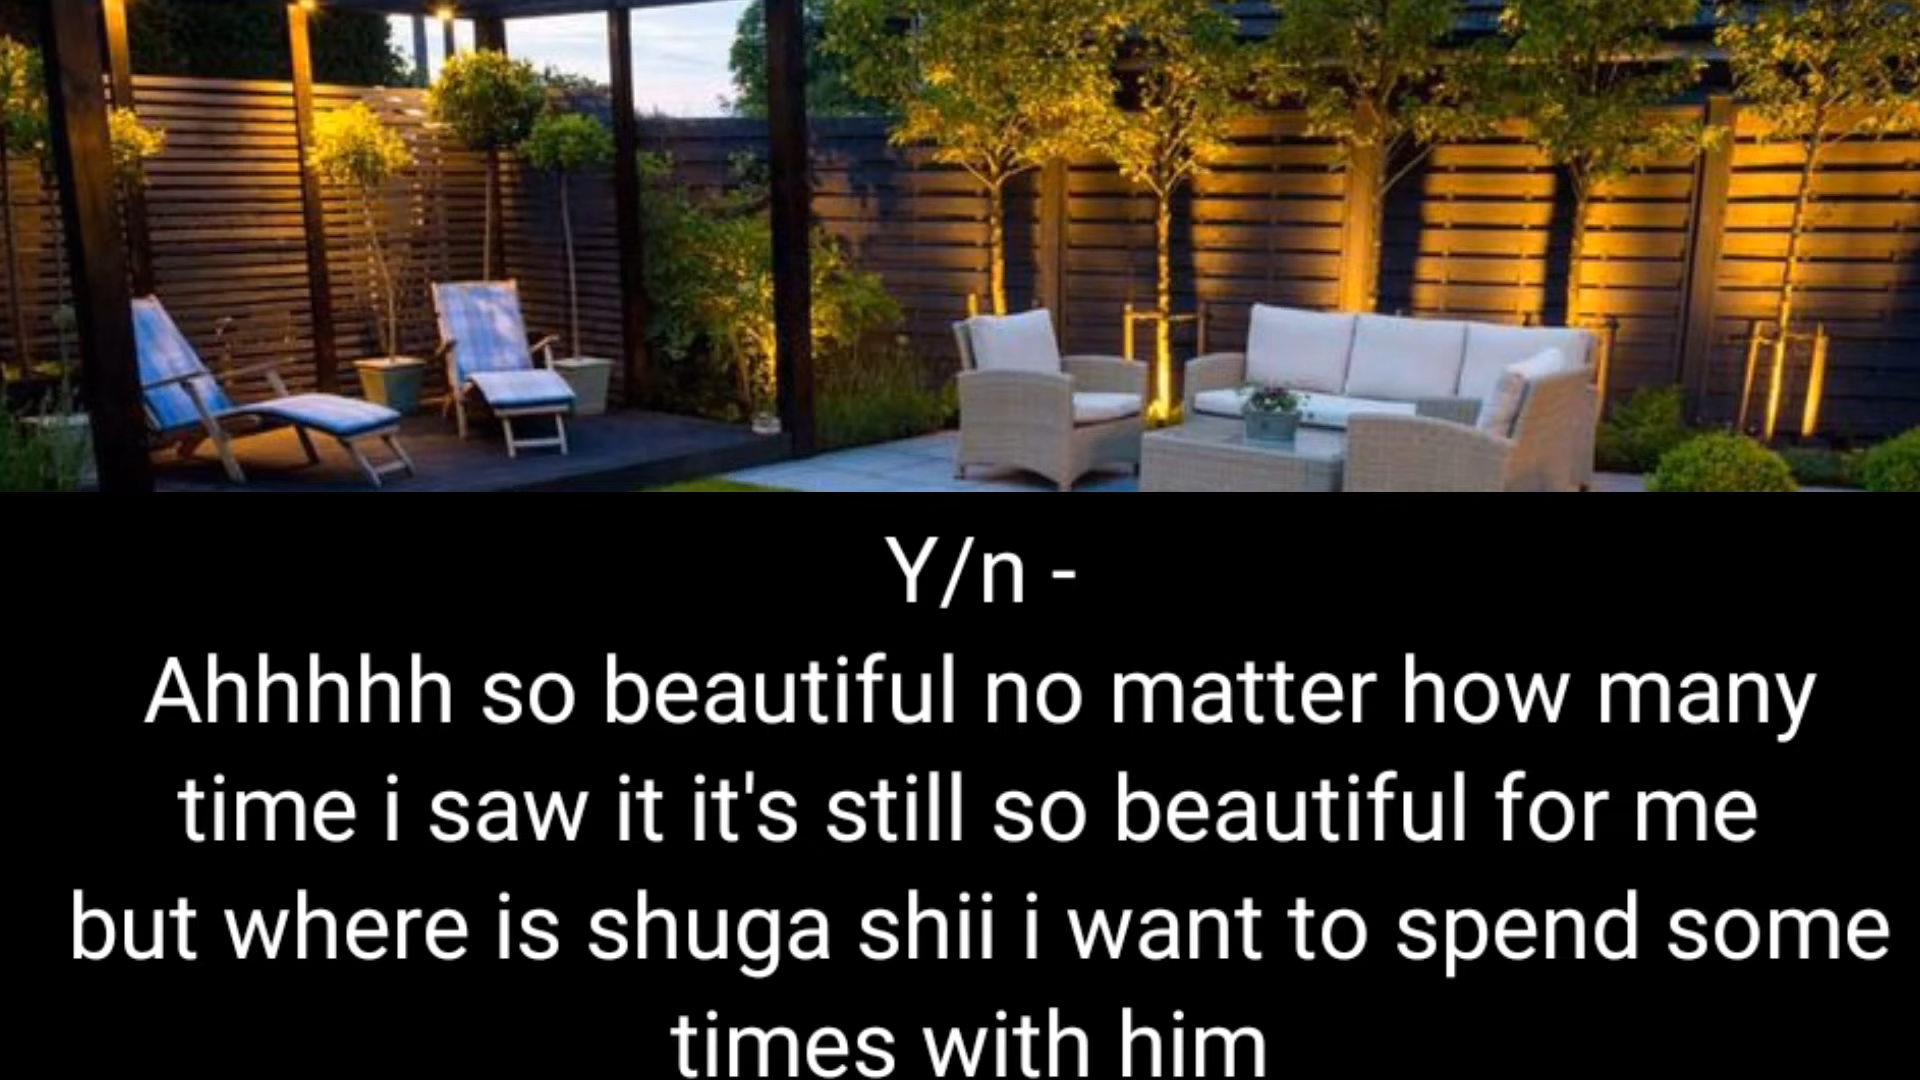 Y/n -
Ahhhhh so beautiful no matter how many
time i saw it it's still so beautiful for me
but where is shuga shii i want to spend some
times with him